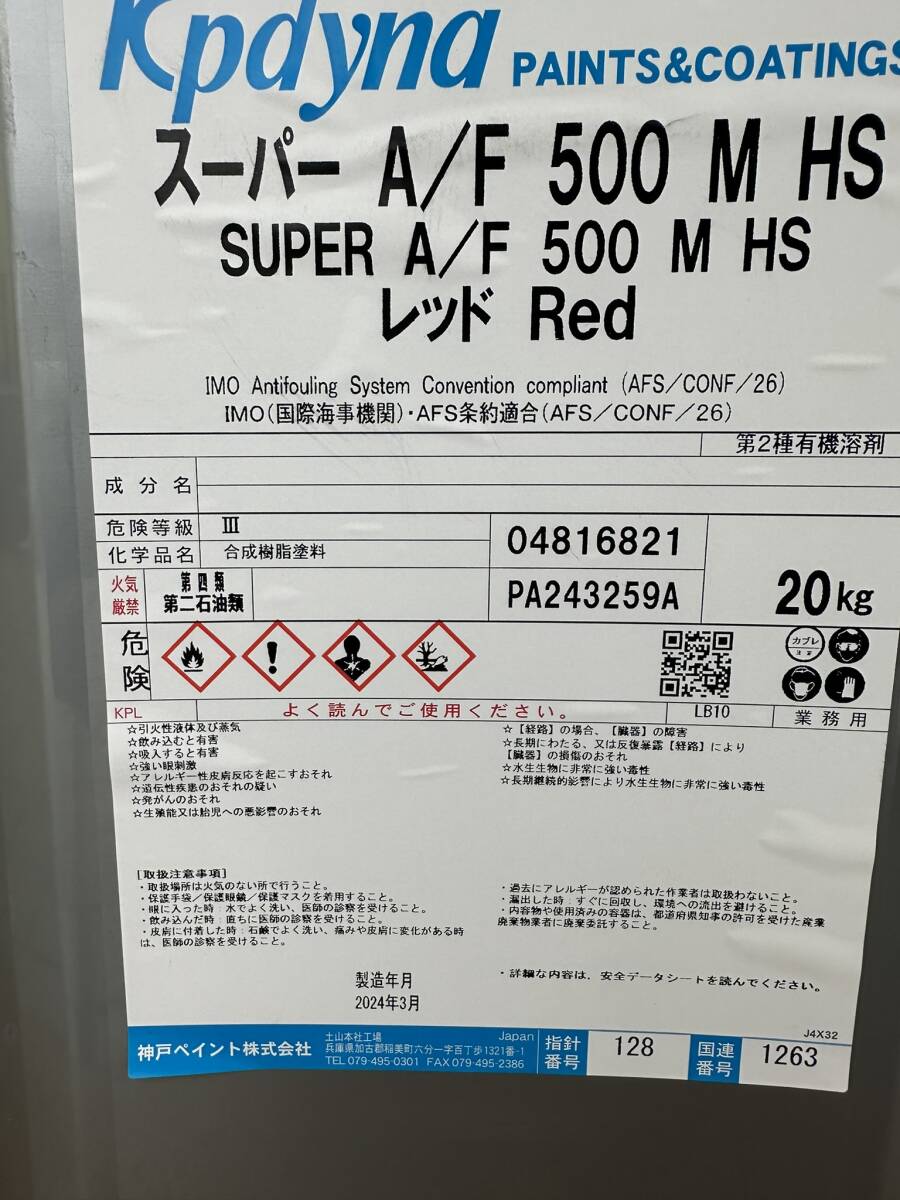 Kpdyna PAINTS&COATINGS
スーパー A/F 500 M HS
SUPER A/F 500 M HS
レッド Red
IMO Antifouling System Convention compliant (AFS/CONF/26)
IMO(国際海事機関)・AFS条約適合(AFS/CONF/26)
第2種有機溶剤
成分名
危険等級 Ⅲ
化学品名 合成樹脂塗料
04816821
火気厳禁
第四類
第二石油類
PA243259A
20kg
危険
カブレ
注意
KPL よく読んでご使用ください。 LB10 業務用
☆引火性液体及び蒸気
☆飲み込むと有害
☆吸入すると有害
☆強い眼刺激
☆アレルギー性皮膚反応を起こすおそれ
☆遺伝性疾患のおそれの疑い
☆発がんのおそれ
☆生殖能又は胎児への悪影響のおそれ
☆【経路】の場合、【臓器】の障害
☆長期にわたる、又は反復暴露【経路】により
【臓器】の損傷のおそれ
☆水生生物に非常に強い毒性
☆長期継続的影響により水生生物に非常に強い毒性
[取扱注意事項]
・取扱場所は火気のない所で行うこと。
・保護手袋/保護眼鏡/保護マスクを着用すること。
・眼に入った時:水でよく洗い、医師の診察を受けること。
・飲み込んだ時:直ちに医師の診察を受けること。
・皮膚に付着した時:石鹸でよく洗い、痛みや皮膚に変化がある時
は、医師の診察を受けること。
・過去にアレルギーが認められた作業者は取扱わないこと。
・漏出した時:すぐに回収し、環境への流出を避けること。
・内容物や使用済みの容器は、都道府県知事の許可を受けた産業
廃棄物業者に廃棄委託すること。
・詳細な内容は、安全データシートを読んでください。
製造年月
2024年3月
J4X32
神戸ペイント株式会社
土山本社工場 Japan
兵庫県加古郡稲美町六分一字百丁歩1321番-1
TEL 079-495-0301 FAX 079-495-2386
指針番号 128
国連番号 1263